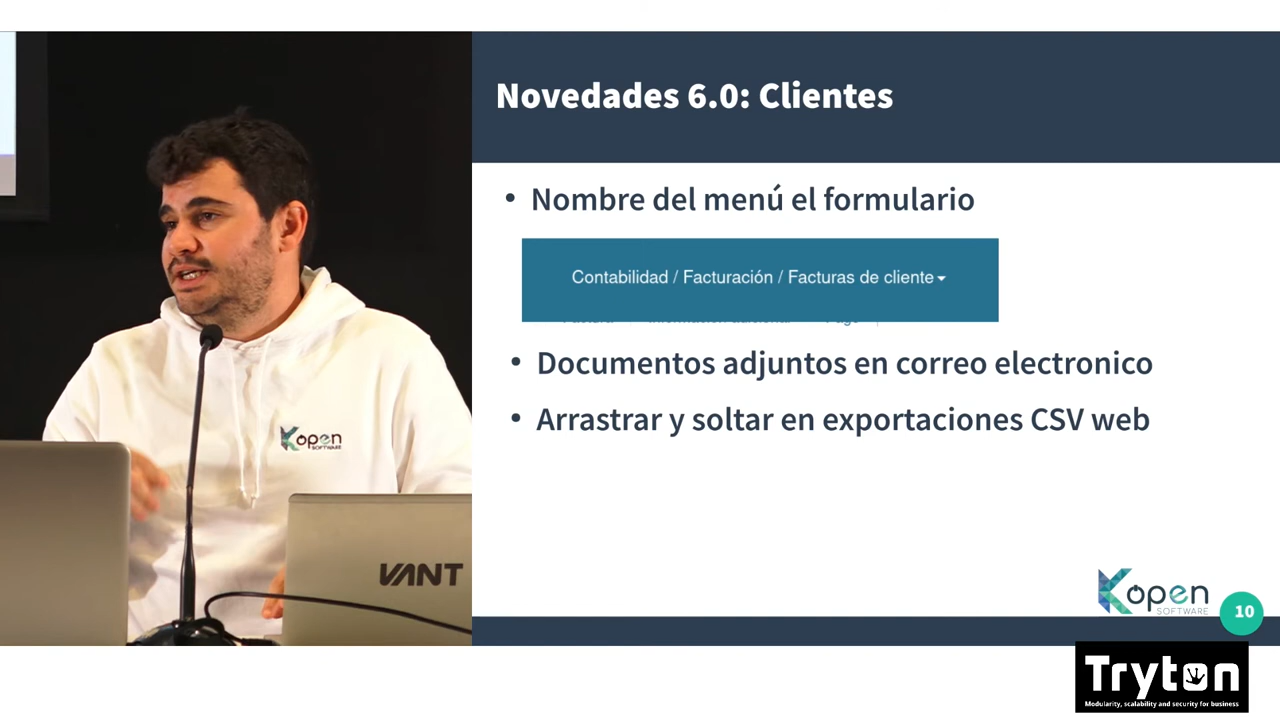 Novedades 6.0: Clientes
Nombre del menú el formulario
Contabilidad / Facturación / Facturas de cliente
Documentos adjuntos en correo electronico
Arrastrar y soltar en exportaciones CSV web
Kopen
SOFTWARE
VANT
Kopen
SOFTWARE
10
Tryton
Modularity, scalability and security for business